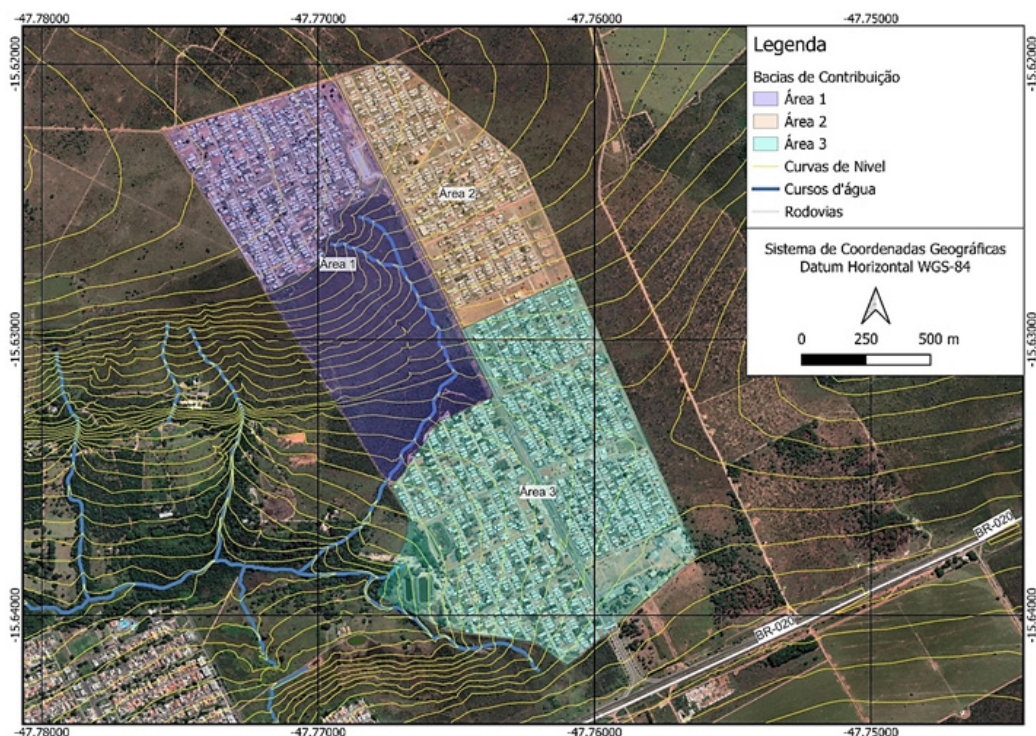 -47.78000
-47.77000
-47.76000
-47.75000
-15.62000
-15.62000
Legenda
Bacias de Contribuição
Área 1
Área 2
Área 3
Curvas de Nivel
Cursos d'água
Rodovias
Sistema de Coordenadas Geográficas
Datum Horizontal WGS-84
0 250 500 m
Área 2
Área 1
-15.63000
-15.63000
Área 3
BR-020
BR-020
-15.64000
-15.64000
-47.78000
-47.77000
-47.76000
-47.75000